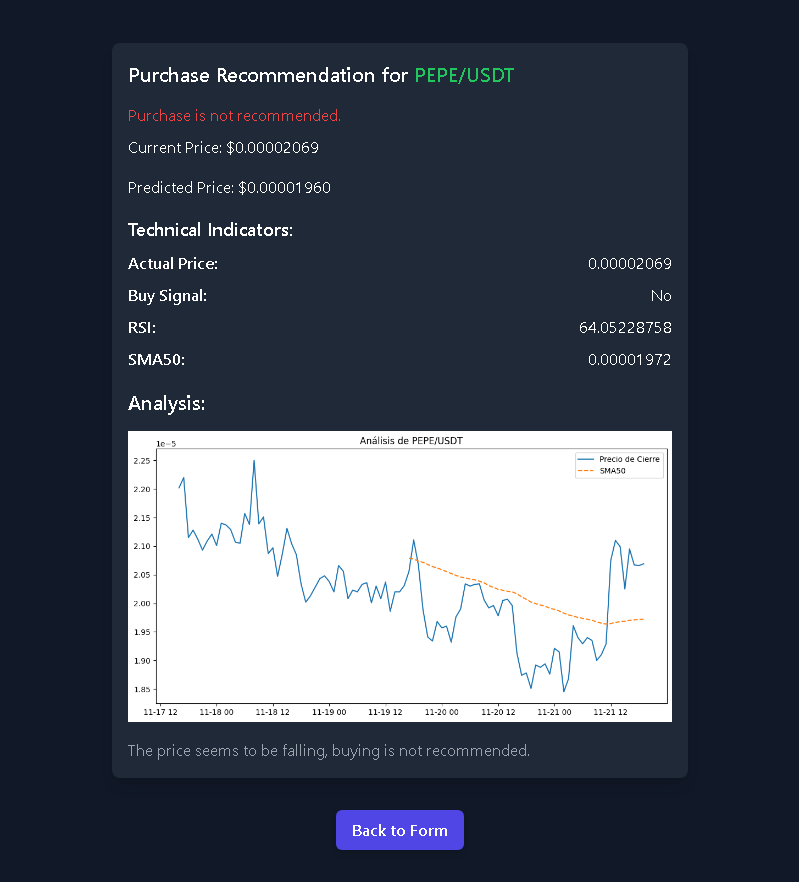 Purchase Recommendation for PEPE/USDT
Purchase is not recommended.
Current Price: $0.00002069
Predicted Price: $0.00001960
Technical Indicators:
Actual Price: 0.00002069
Buy Signal: No
RSI: 64.05228758
SMA50: 0.00001972
Analysis:
Análisis de PEPE/USDT
1e−5
Precio de Cierre
SMA50
2.25
2.20
2.15
2.10
2.05
2.00
1.95
1.90
1.85
11-17 12 11-18 00 11-18 12 11-19 00 11-19 12 11-20 00 11-20 12 11-21 00 11-21 12
The price seems to be falling, buying is not recommended.
Back to Form